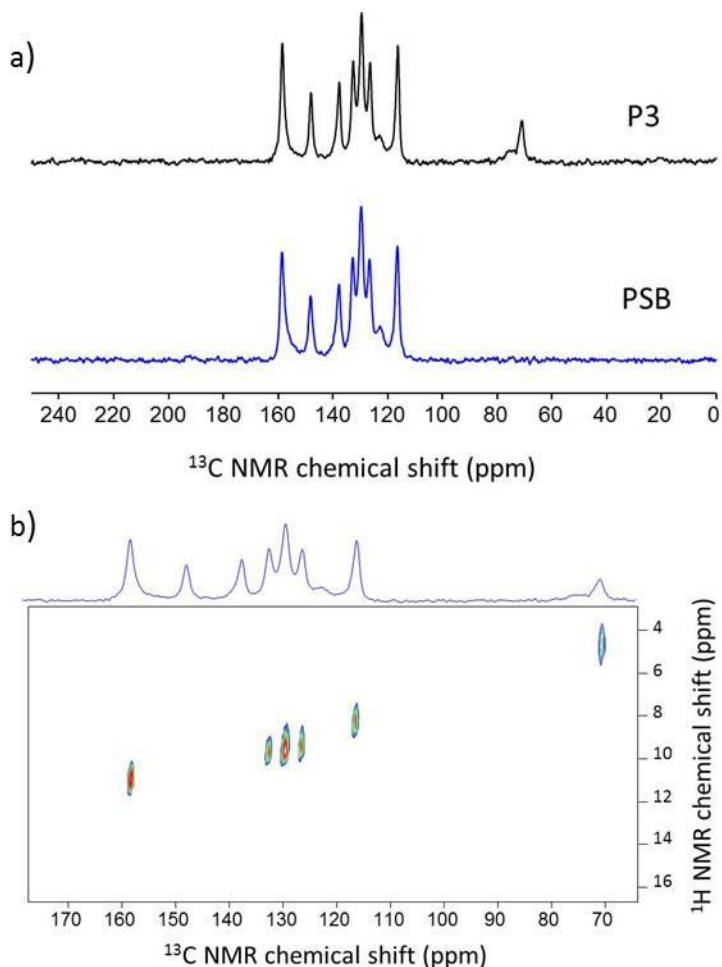 a)
P3
PSB
240 220 200 180 160 140 120 100 80 60 40 20 0
¹³C NMR chemical shift (ppm)
b)
4
6
8
10
12
14
16
¹H NMR chemical shift (ppm)
170 160 150 140 130 120 110 100 90 80 70
¹³C NMR chemical shift (ppm)